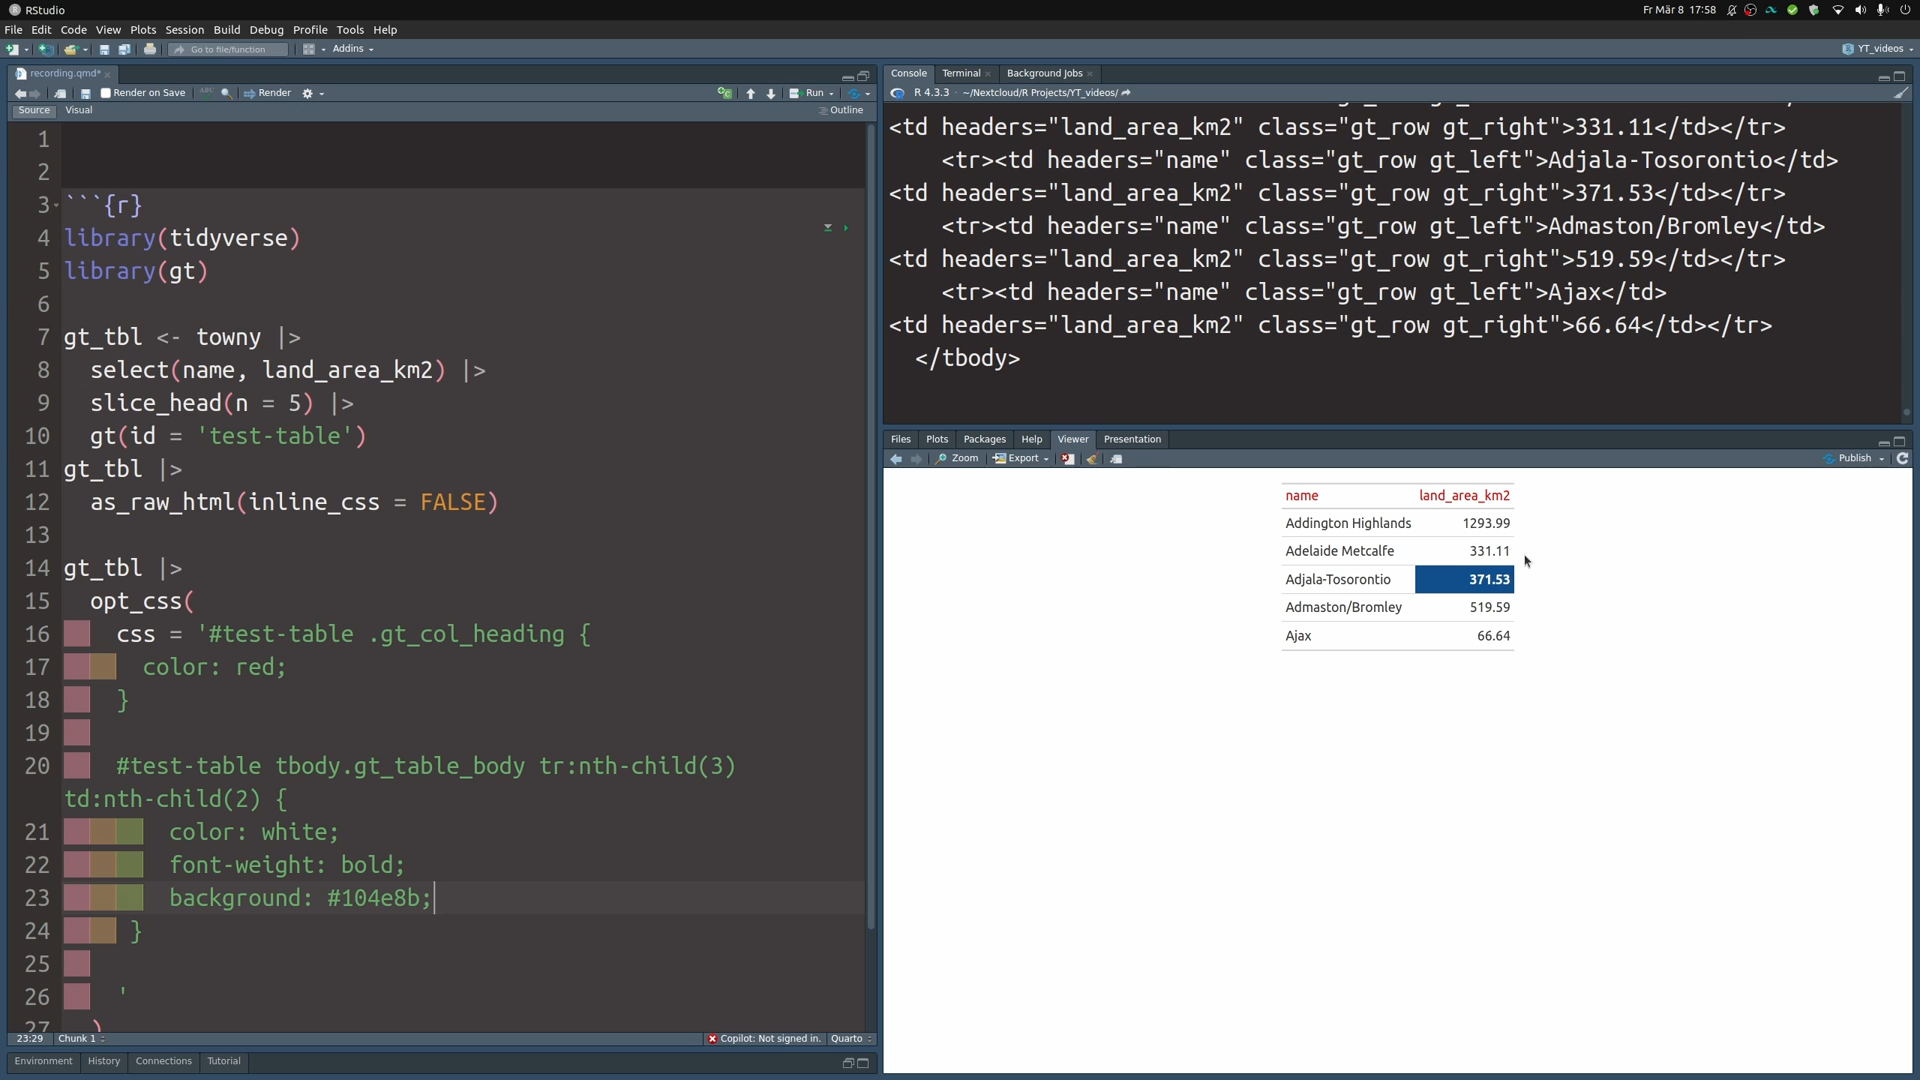 RStudio
Fr Mär 8 17:58
File Edit Code View Plots Session Build Debug Profile Tools Help
Go to file/function Addins YT_videos
recording.qmd*
Render on Save ABC Render Run
Source Visual Outline
1
2
3 ```{r}
4 library(tidyverse)
5 library(gt)
6
7 gt_tbl <- towny |>
8 select(name, land_area_km2) |>
9 slice_head(n = 5) |>
10 gt(id = 'test-table')
11 gt_tbl |>
12 as_raw_html(inline_css = FALSE)
13
14 gt_tbl |>
15 opt_css(
16 css = '#test-table .gt_col_heading {
17 color: red;
18 }
19
20 #test-table tbody.gt_table_body tr:nth-child(3)
td:nth-child(2) {
21 color: white;
22 font-weight: bold;
23 background: #104e8b;
24 }
25
26 '
27 )
23:29 Chunk 1 Copilot: Not signed in. Quarto
Environment History Connections Tutorial
Console Terminal Background Jobs
R 4.3.3 · ~/Nextcloud/R Projects/YT_videos/
<td headers="land_area_km2" class="gt_row gt_right">331.11</td></tr>
<tr><td headers="name" class="gt_row gt_left">Adjala-Tosorontio</td>
<td headers="land_area_km2" class="gt_row gt_right">371.53</td></tr>
<tr><td headers="name" class="gt_row gt_left">Admaston/Bromley</td>
<td headers="land_area_km2" class="gt_row gt_right">519.59</td></tr>
<tr><td headers="name" class="gt_row gt_left">Ajax</td>
<td headers="land_area_km2" class="gt_row gt_right">66.64</td></tr>
</tbody>
Files Plots Packages Help Viewer Presentation
Zoom Export Publish
name land_area_km2
Addington Highlands 1293.99
Adelaide Metcalfe 331.11
Adjala-Tosorontio 371.53
Admaston/Bromley 519.59
Ajax 66.64